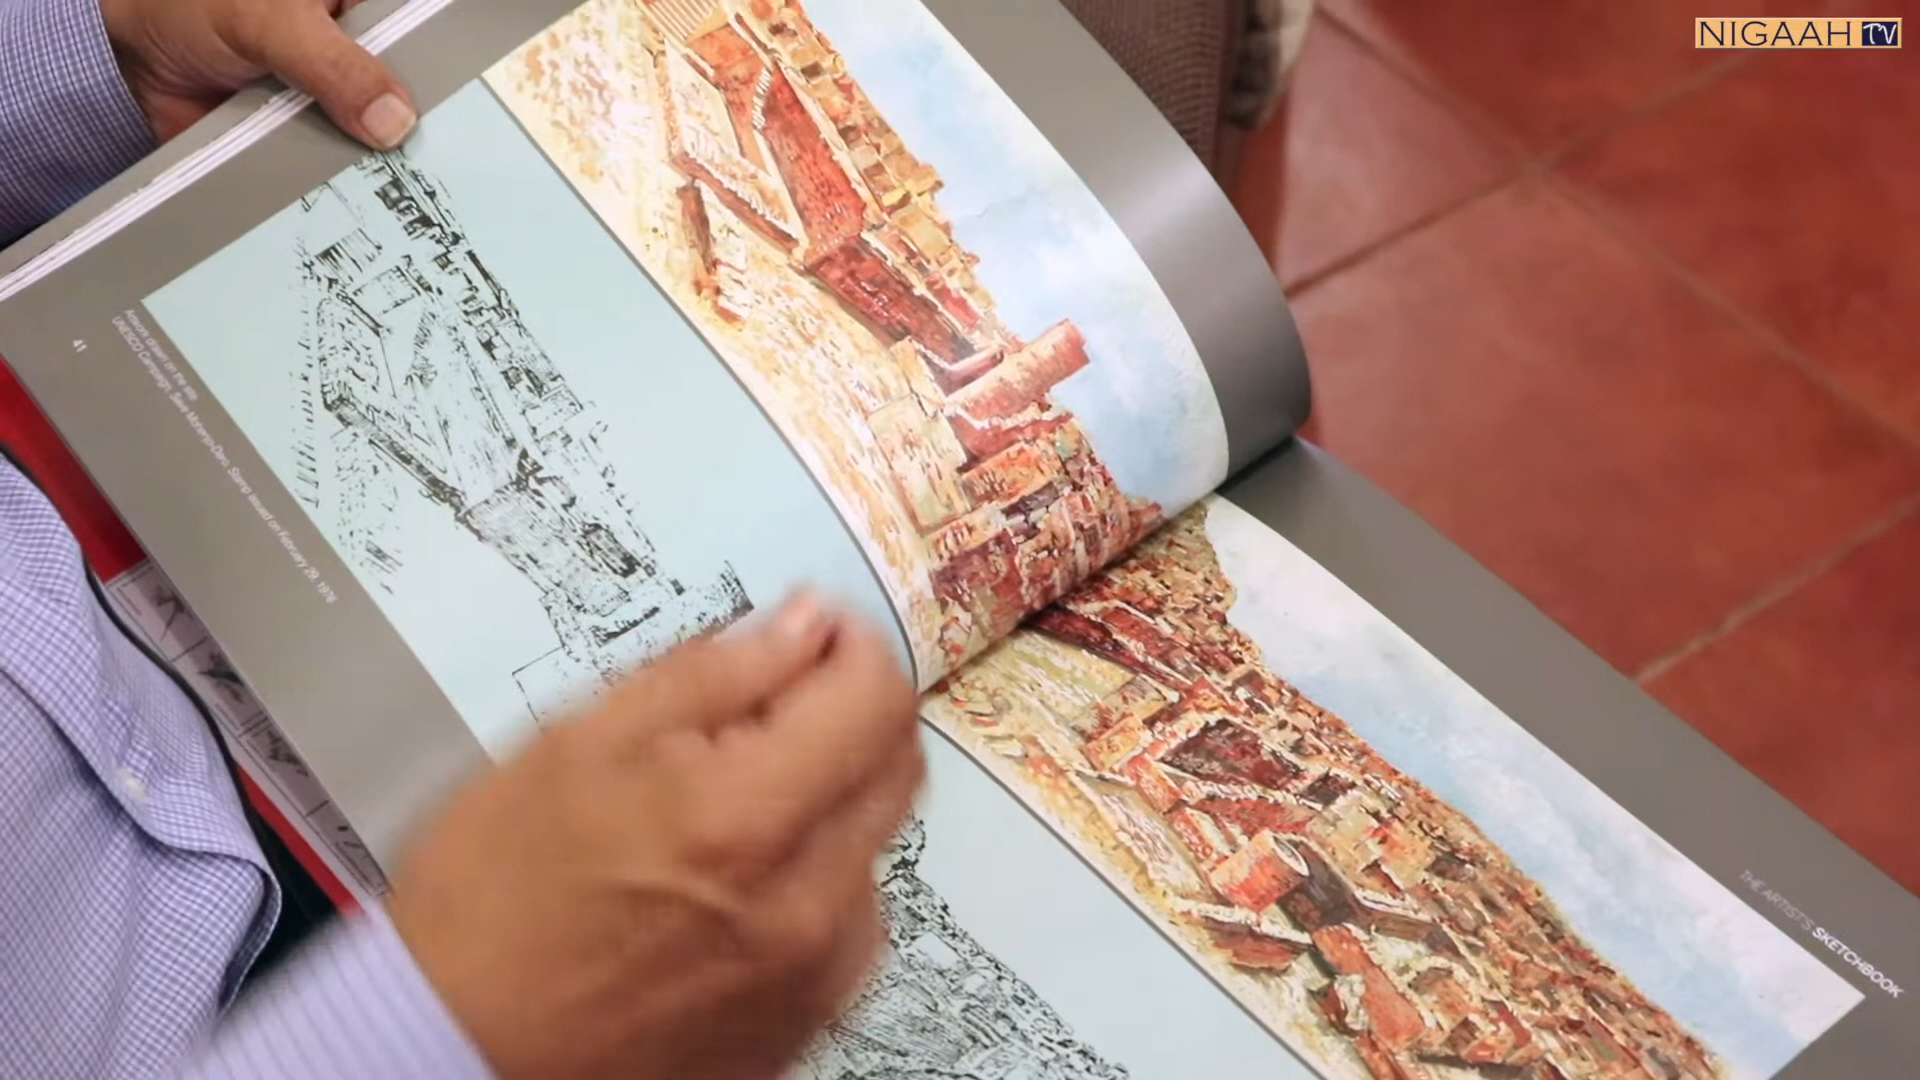 NIGAAH TV
41
Artwork drawn on the site
UNESCO Campaign: Save Mohenjo-Daro. Stamp issued on February 29, 1976
THE ARTIST'S SKETCHBOOK